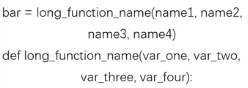 bar = long_function_name(name1, name2,
name3, name4)
def long_function_name(var_one, var_two,
var_three, var_four):